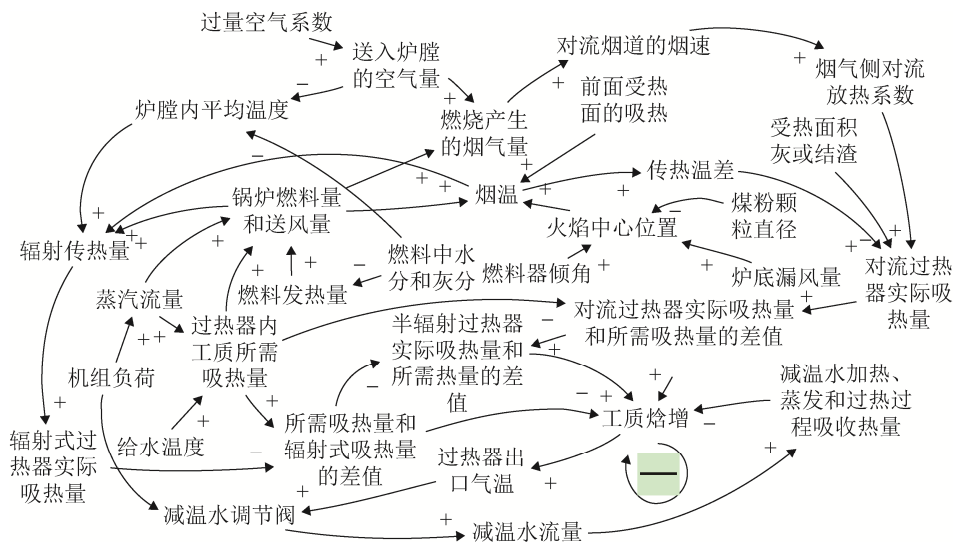 过量空气系数
+
送入炉膛
的空气量
−
+
炉膛内平均温度
对流烟道的烟速
+
+
烟气侧对流
放热系数
前面受热
面的吸热
燃烧产生
的烟气量
受热面积
灰或结渣
−
+
+
+
传热温差
+
烟温
+
锅炉燃料量
和送风量
+
火焰中心位置
−
煤粉颗
粒直径
+
辐射传热量
++
+
−
+
对流过热
器实际吸
热量
+
+
−
燃料中水
分和灰分
燃料器倾角
+
+
炉底漏风量
燃料发热量
蒸汽流量
++
过热器内
工质所需
吸热量
半辐射过热器
实际吸热量和
所需热量的差
值
−
+
对流过热器实际吸热量
和所需吸热量的差值
+
机组负荷
−
+
减温水加热、
蒸发和过热过
程吸收热量
+
+
+
−
+
工质焓增
−
辐射式过
热器实际
吸热量
给水温度
−
所需吸热量和
辐射式吸热量
的差值
过热器出
口气温
+
—
+
+
减温水调节阀
+
减温水流量